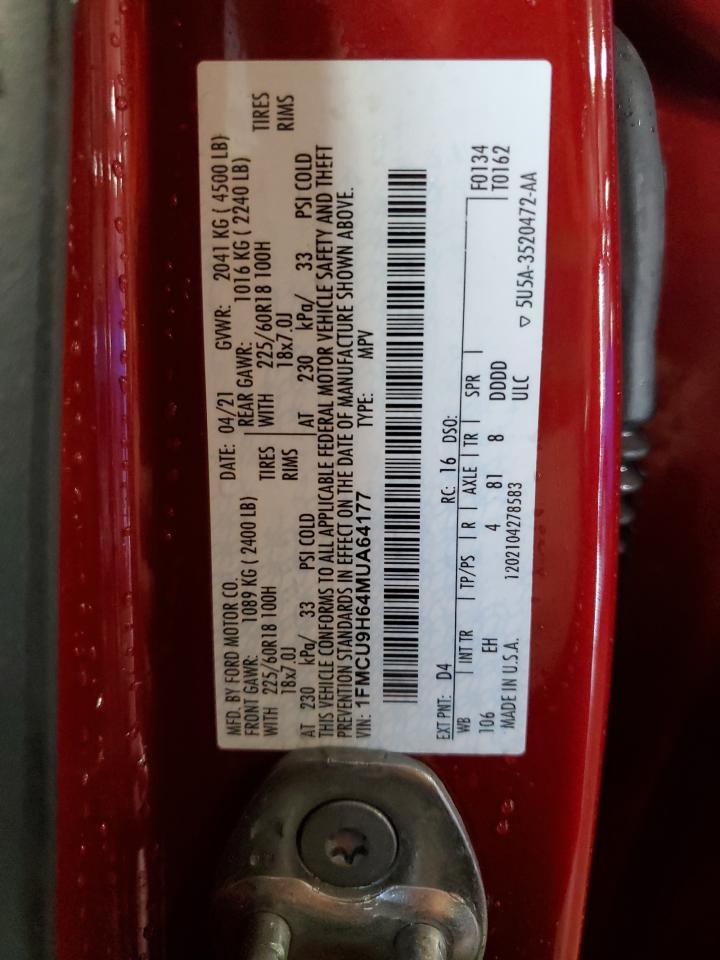 MFD. BY FORD MOTOR CO. DATE: 04/21 GVWR: 2041 KG ( 4500 LB)
FRONT GAWR: 1089 KG ( 2400 LB) REAR GAWR: 1016 KG ( 2240 LB)
WITH 225/60R18 100H TIRES WITH 225/60R18 100H TIRES
18x7.0J RIMS 18x7.0J RIMS
AT 230 kPa/ 33 PSI COLD AT 230 kPa/ 33 PSI COLD
THIS VEHICLE CONFORMS TO ALL APPLICABLE FEDERAL MOTOR VEHICLE SAFETY AND THEFT
PREVENTION STANDARDS IN EFFECT ON THE DATE OF MANUFACTURE SHOWN ABOVE.
VIN: 1FMCU9H64MUA64177 TYPE: MPV
EXT PNT: D4 RC: 16 DSO: F0134
WB INT TR TP/PS R AXLE TR SPR T0162
106 EH 4 81 8 DDDD
MADE IN U.S.A. 1202104278583 ULC ▽ 5U5A-3520472-AA